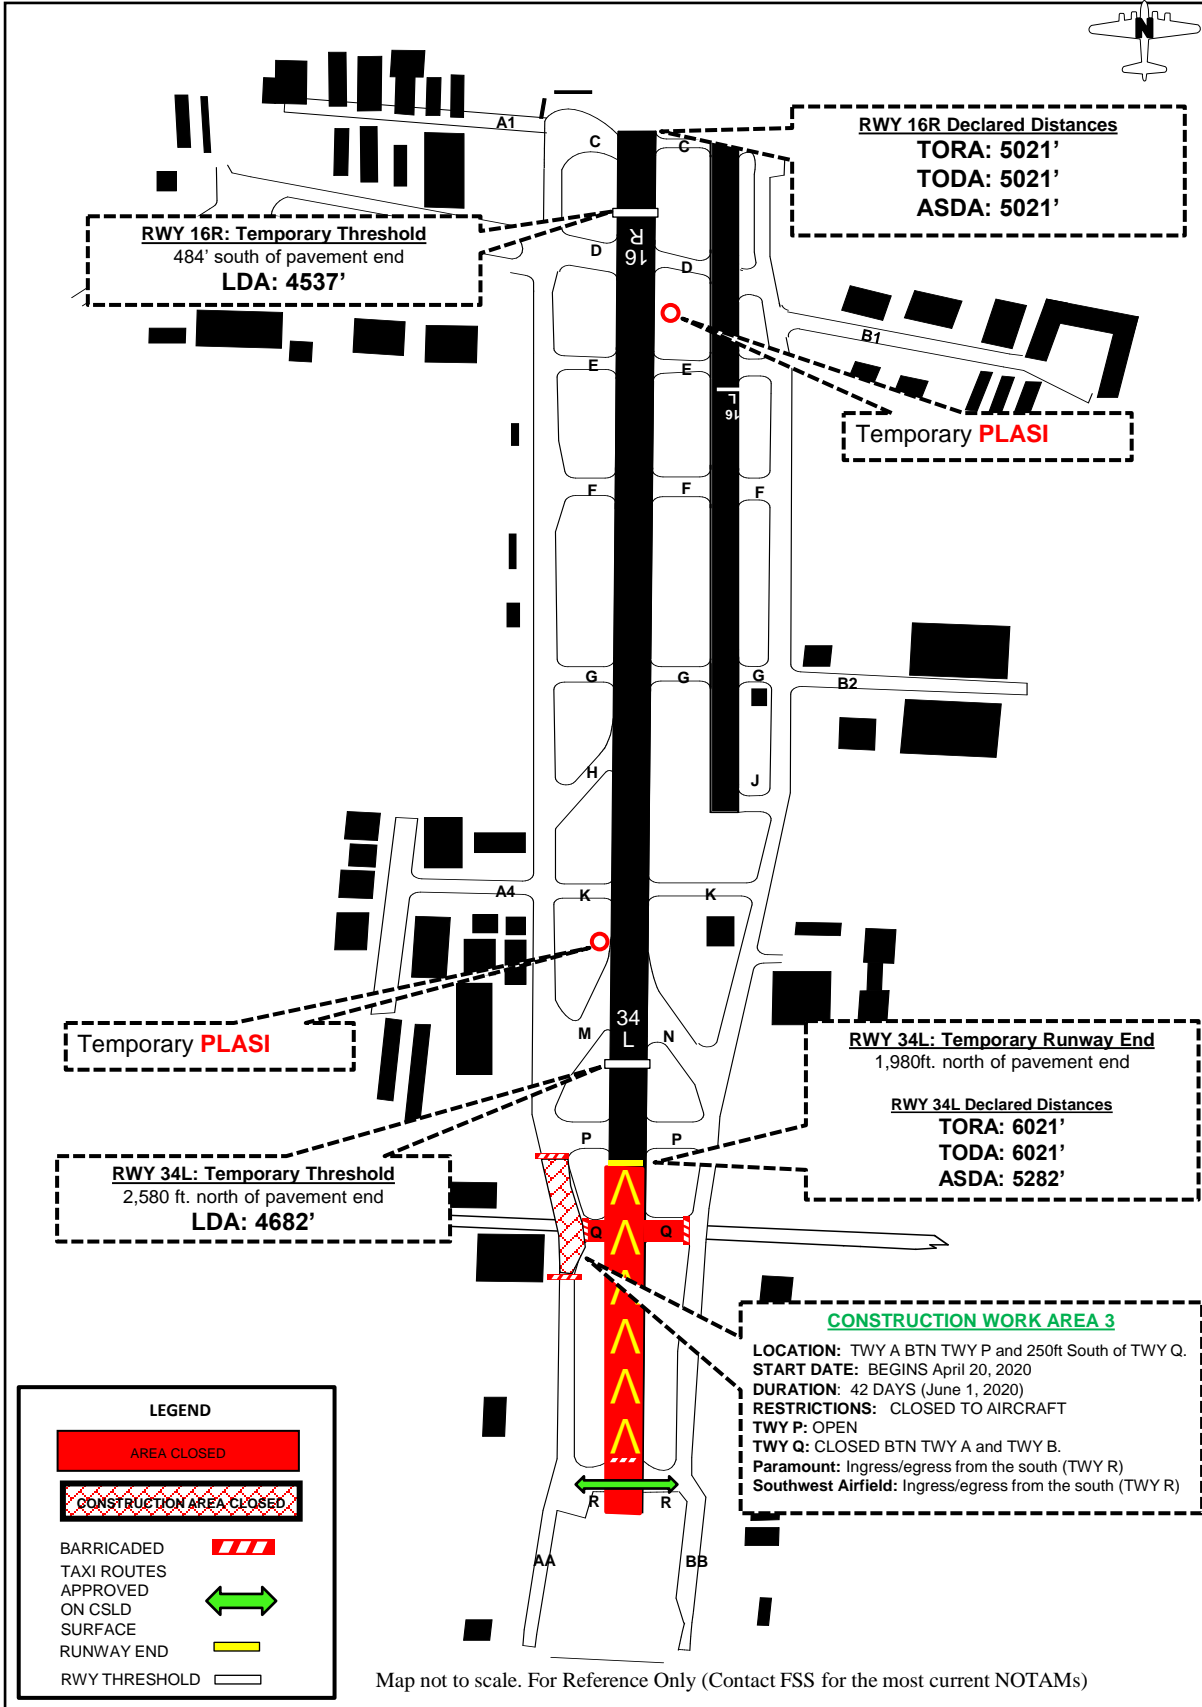 N
A1
C
C
RWY 16R Declared Distances
TORA: 5021’
TODA: 5021’
ASDA: 5021’
RWY 16R: Temporary Threshold
484’ south of pavement end
LDA: 4537’
16
R
D
D
B1
E
E
16
L
Temporary PLASI
F
F
F
G
G
G
B2
H
J
A4
K
K
Temporary PLASI
34
L
M
N
RWY 34L: Temporary Runway End
1,980ft. north of pavement end
RWY 34L Declared Distances
TORA: 6021’
TODA: 6021’
ASDA: 5282’
P
P
RWY 34L: Temporary Threshold
2,580 ft. north of pavement end
LDA: 4682’
Q
Q
CONSTRUCTION WORK AREA 3
LOCATION: TWY A BTN TWY P and 250ft South of TWY Q.
START DATE: BEGINS April 20, 2020
DURATION: 42 DAYS (June 1, 2020)
RESTRICTIONS: CLOSED TO AIRCRAFT
TWY P: OPEN
TWY Q: CLOSED BTN TWY A and TWY B.
Paramount: Ingress/egress from the south (TWY R)
Southwest Airfield: Ingress/egress from the south (TWY R)
R
R
AA
BB
LEGEND
AREA CLOSED
CONSTRUCTION AREA CLOSED
BARRICADED
TAXI ROUTES
APPROVED
ON CSLD
SURFACE
RUNWAY END
RWY THRESHOLD
Map not to scale. For Reference Only (Contact FSS for the most current NOTAMs)